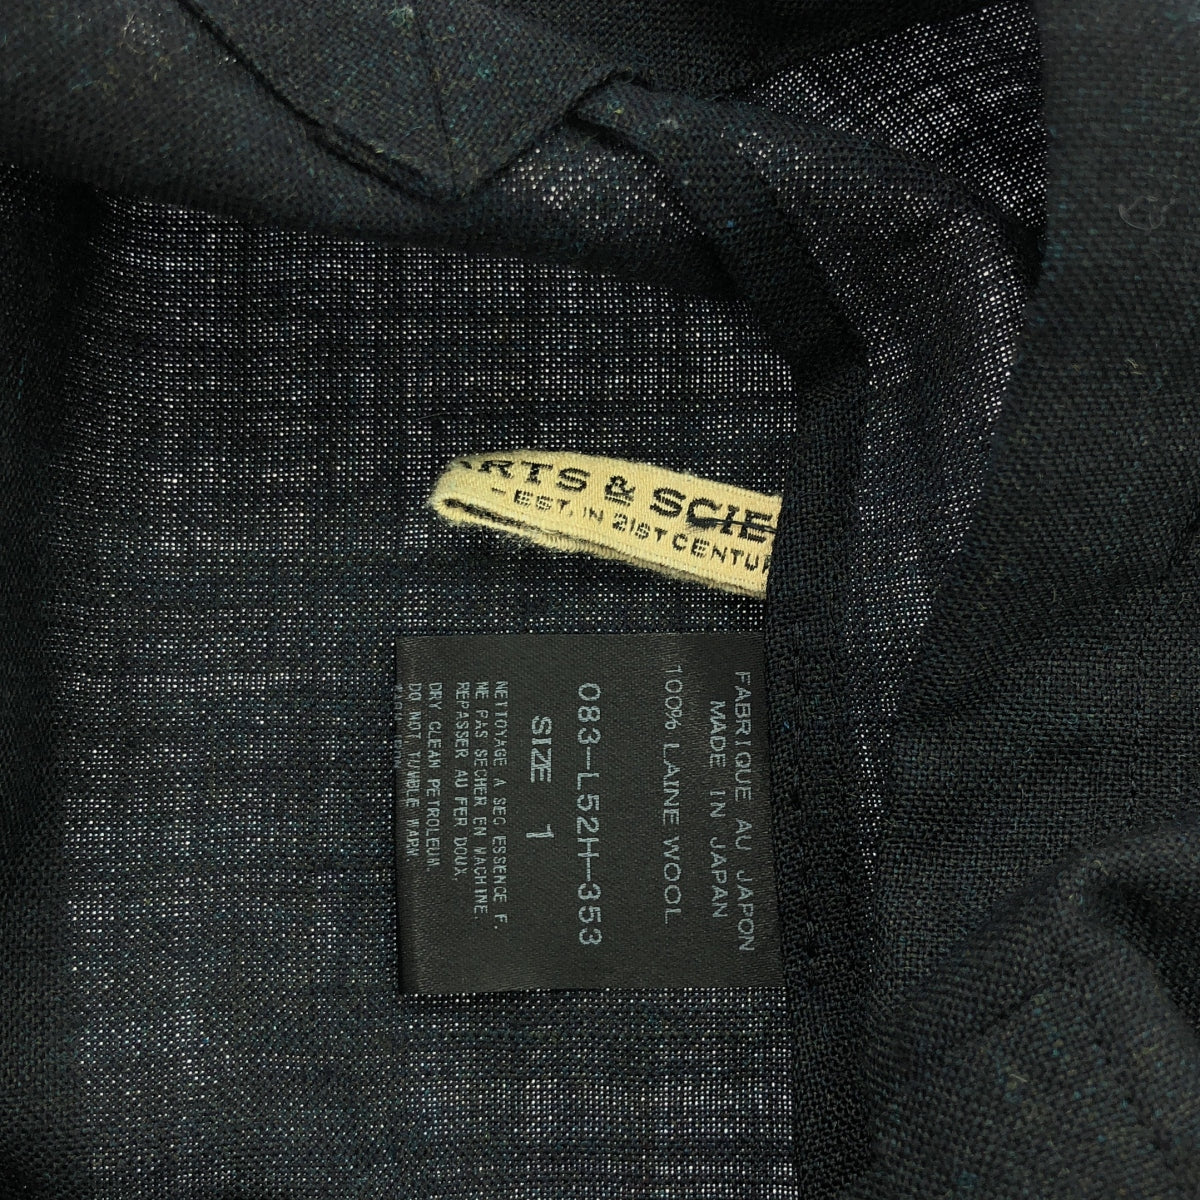 ARTS & SCIE
-EST. IN 21ST CENTUR
FABRIQUE AU JAPON
MADE IN JAPAN
100% LAINE WOOL
083-L52H-353
SIZE 1
NETTOYAGE A SEC ESSENCE F.
NE PAS SECHER EN MACHINE
REPASSER AU FER DOUX.
DRY CLEAN PETROLEUM.
DO NOT TUMBLE WARM